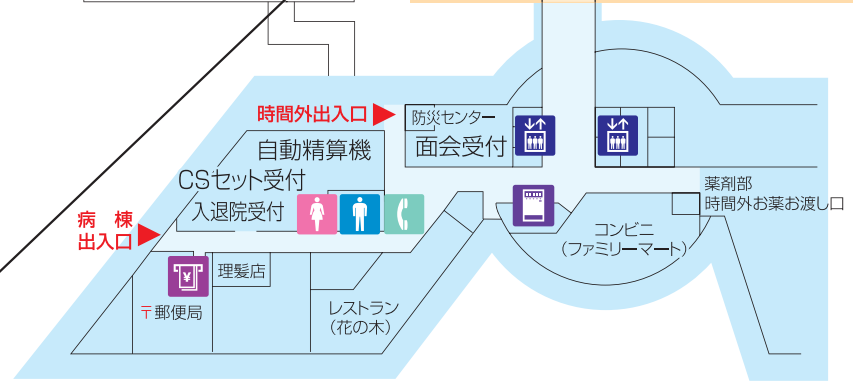 時間外出入口
防災センター
面会受付
自動精算機
CSセット受付
入退院受付
薬剤部
時間外お薬お渡し口
病棟
出入口
コンビニ
(ファミリーマート)
¥
理髪店
〒郵便局
レストラン
(花の木)